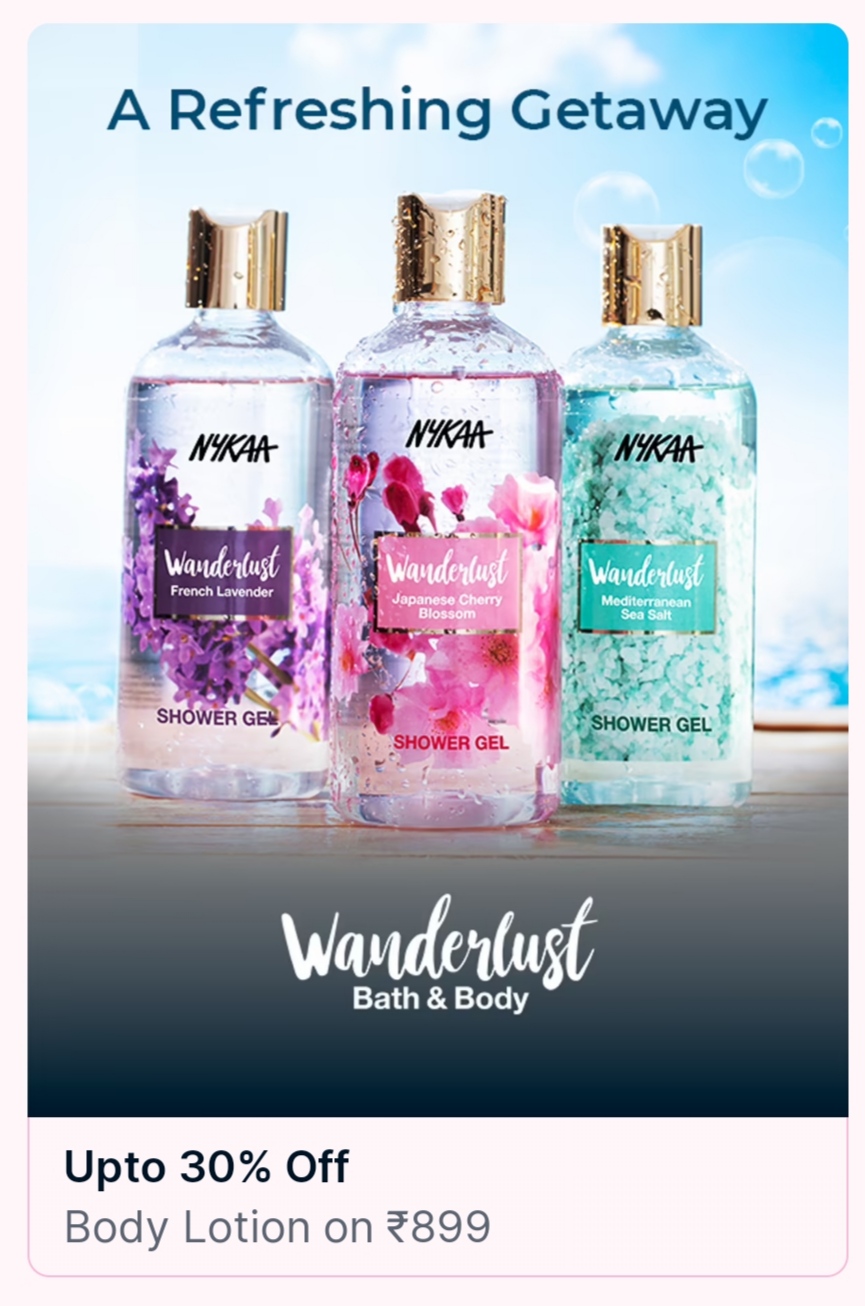 A Refreshing Getaway
NYKAA
Wanderlust
French Lavender
SHOWER GEL
NYKAA
Wanderlust
Japanese Cherry
Blossom
SHOWER GEL
NYKAA
Wanderlust
Mediterranean
Sea Salt
SHOWER GEL
Wanderlust
Bath & Body
Upto 30% Off
Body Lotion on ₹899